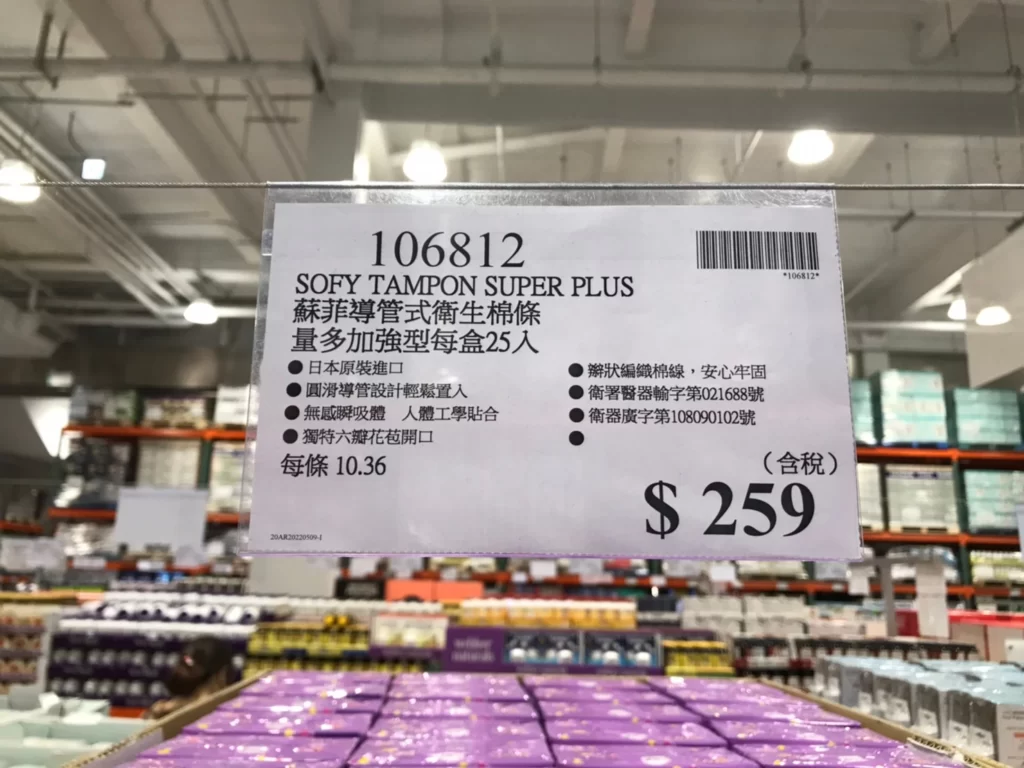 106812
*106812*
SOFY TAMPON SUPER PLUS
蘇菲導管式衛生棉條
量多加強型每盒25入
●日本原裝進口
●圓滑導管設計輕鬆置入
●無感瞬吸體 人體工學貼合
●獨特六瓣花苞開口
●辮狀編織棉線，安心牢固
●衛署醫器輸字第021688號
●衛器廣字第108090102號
●
每條 10.36
(含稅)
$ 259
20AR20220509-1